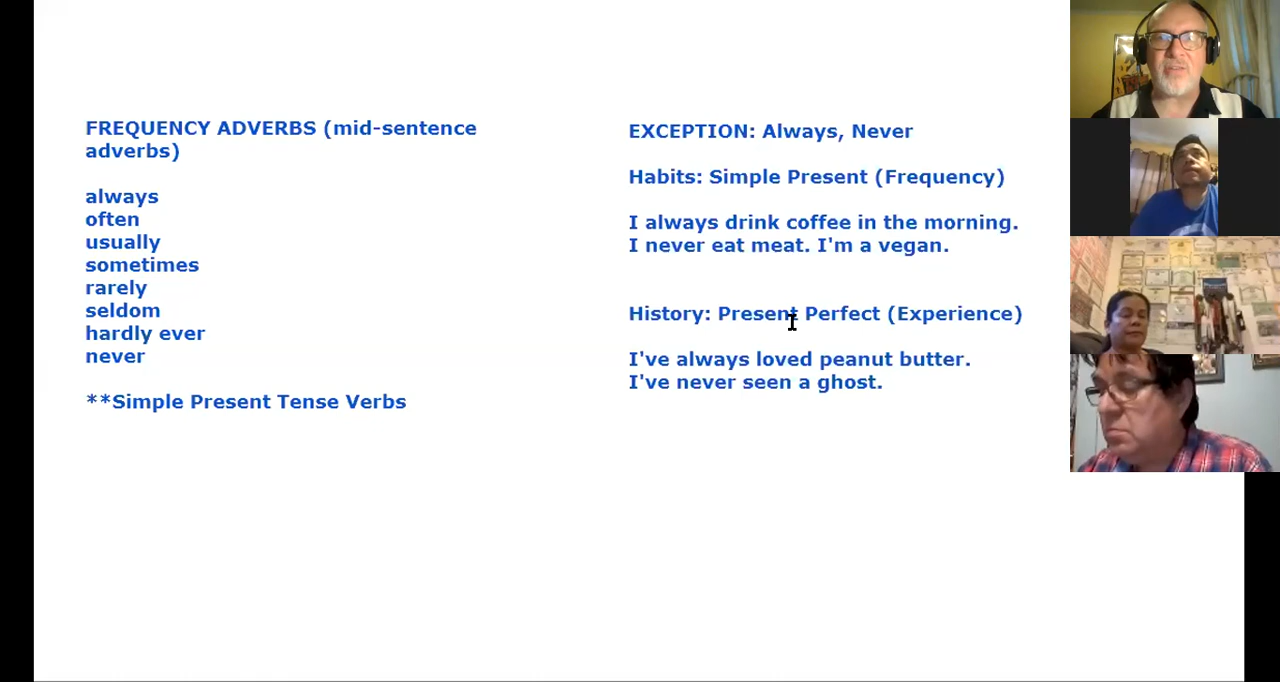 FREQUENCY ADVERBS (mid-sentence
adverbs)
always
often
usually
sometimes
rarely
seldom
hardly ever
never
**Simple Present Tense Verbs
EXCEPTION: Always, Never
Habits: Simple Present (Frequency)
I always drink coffee in the morning.
I never eat meat. I'm a vegan.
History: Present Perfect (Experience)
I've always loved peanut butter.
I've never seen a ghost.